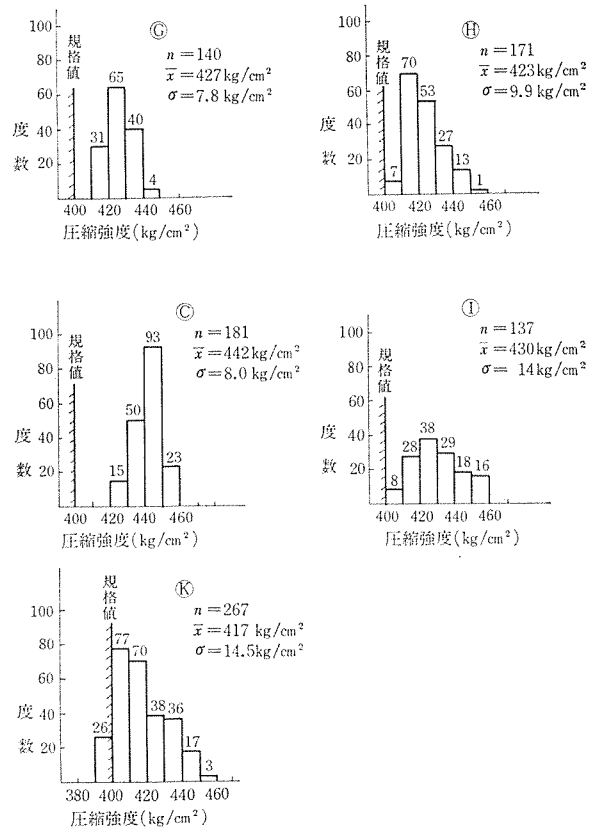 Ⓖ
n=140
x̄=427kg/cm²
σ=7.8 kg/cm²
規格値
度数
100
80
60
40
20
31
65
40
4
400 420 440 460
圧縮強度(kg/cm²)
Ⓗ
n=171
x̄=423kg/cm²
σ=9.9 kg/cm²
規格値
度数
100
80
60
40
20
7
70
53
27
13
1
400 420 440 460
圧縮強度(kg/cm²)
Ⓒ
n=181
x̄=442kg/cm²
σ=8.0 kg/cm²
規格値
度数
100
80
60
40
20
15
50
93
23
400 420 440 460
圧縮強度(kg/cm²)
Ⓘ
n=137
x̄=430kg/cm²
σ= 14kg/cm²
規格値
度数
100
80
60
40
20
8
28
38
29
18
16
400 420 440 460
圧縮強度(kg/cm²)
Ⓚ
n=267
x̄=417 kg/cm²
σ=14.5kg/cm²
規格値
度数
100
80
60
40
20
26
77
70
38
36
17
3
380 400 420 440 460
圧縮強度(kg/cm²)